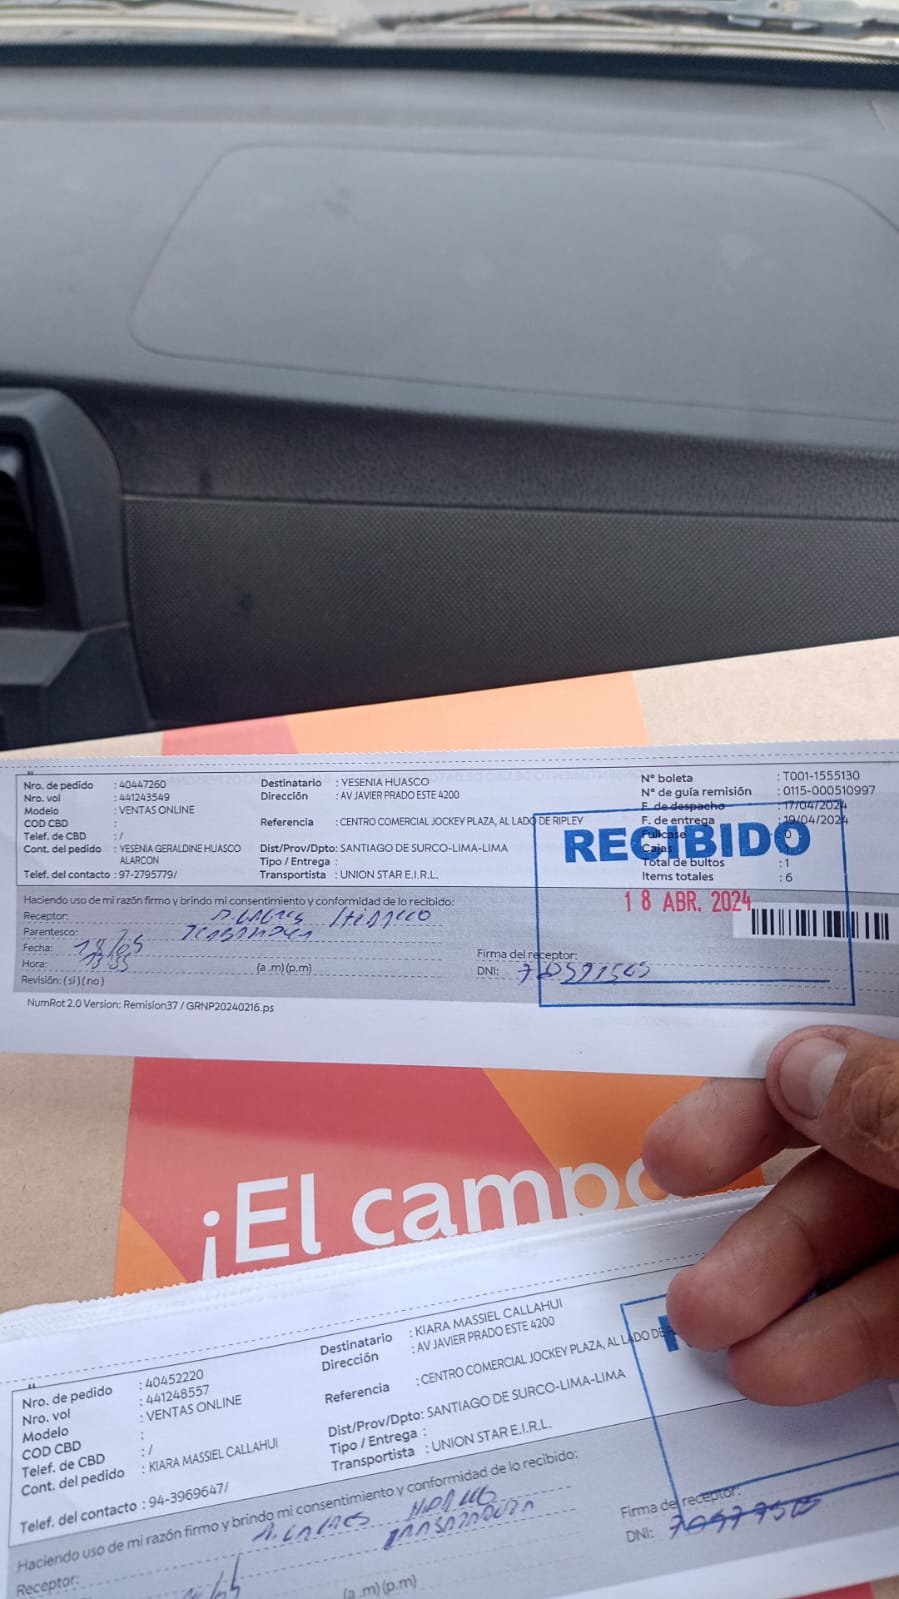 Nro. de pedido : 40447260
Nro. vol : 441243549
Modelo : VENTAS ONLINE
COD CBD :
Telef. de CBD : /
Cont. del pedido : YESENIA GERALDINE HUASCO
ALARCON
Telef. del contacto : 97-2795779/
Destinatario : YESENIA HUASCO
Dirección : AV JAVIER PRADO ESTE 4200
Referencia : CENTRO COMERCIAL JOCKEY PLAZA, AL LADO DE RIPLEY
Dist/Prov/Dpto: SANTIAGO DE SURCO-LIMA-LIMA
Tipo / Entrega :
Transportista : UNION STAR E.I.R.L.
N° boleta : T001-1555130
N° de guía remisión : 0115-000510997
F. de despacho : 17/04/2024
F. de entrega : 19/04/2024
Fullcase : 0
Cajas
Total de bultos : 1
Items totales : 6
RECIBIDO
18 ABR. 2024
Haciendo uso de mi razón firmo y brindo mi consentimiento y conformidad de lo recibido:
Receptor:
Parentesco:
Fecha:
Hora: (a .m) (p,m)
Revisión: ( si ) ( no )
Firma del receptor:
DNI:
NumRot 2.0 Version: Remision37 / GRNP20240216.ps
¡El campo
Nro. de pedido : 40452220
Nro. vol : 441248557
Modelo : VENTAS ONLINE
COD CBD :
Telef. de CBD : /
Cont. del pedido : KIARA MASSIEL CALLAHUI
Telef. del contacto : 94-3969647/
Destinatario : KIARA MASSIEL CALLAHUI
Dirección : AV JAVIER PRADO ESTE 4200
Referencia : CENTRO COMERCIAL JOCKEY PLAZA, AL LADO DE
Dist/Prov/Dpto: SANTIAGO DE SURCO-LIMA-LIMA
Tipo / Entrega :
Transportista : UNION STAR E.I.R.L.
Haciendo uso de mi razón firmo y brindo mi consentimiento y conformidad de lo recibido:
Receptor:
(a .m) (p.m)
Firma del receptor:
DNI: